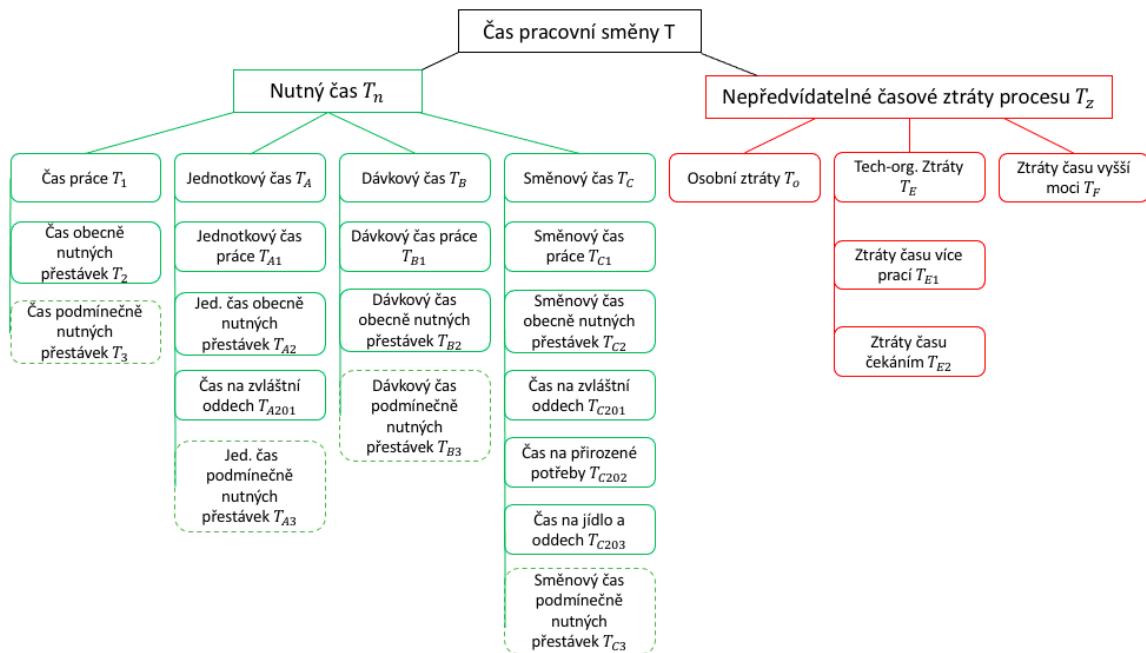 Čas pracovní směny T
Nutný čas T_n
Nepředvídatelné časové ztráty procesu T_z
Čas práce T_1
Čas obecně
nutných
přestávek T_2
Čas podmínečně
nutných
přestávek T_3
Jednotkový čas T_A
Jednotkový čas
práce T_A1
Jed. čas obecně
nutných
přestávek T_A2
Čas na zvláštní
oddech T_A201
Jed. čas
podmínečně
nutných
přestávek T_A3
Dávkový čas T_B
Dávkový čas práce
T_B1
Dávkový čas
obecně nutných
přestávek T_B2
Dávkový čas
podmínečně
nutných
přestávek T_B3
Směnový čas T_C
Směnový čas
práce T_C1
Směnový čas
obecně nutných
přestávek T_C2
Čas na zvláštní
oddech T_C201
Čas na přirozené
potřeby T_C202
Čas na jídlo a
oddech T_C203
Směnový čas
podmínečně
nutných
přestávek T_C3
Osobní ztráty T_o
Tech-org. Ztráty
T_E
Ztráty času více
prací T_E1
Ztráty času
čekáním T_E2
Ztráty času vyšší
moci T_F